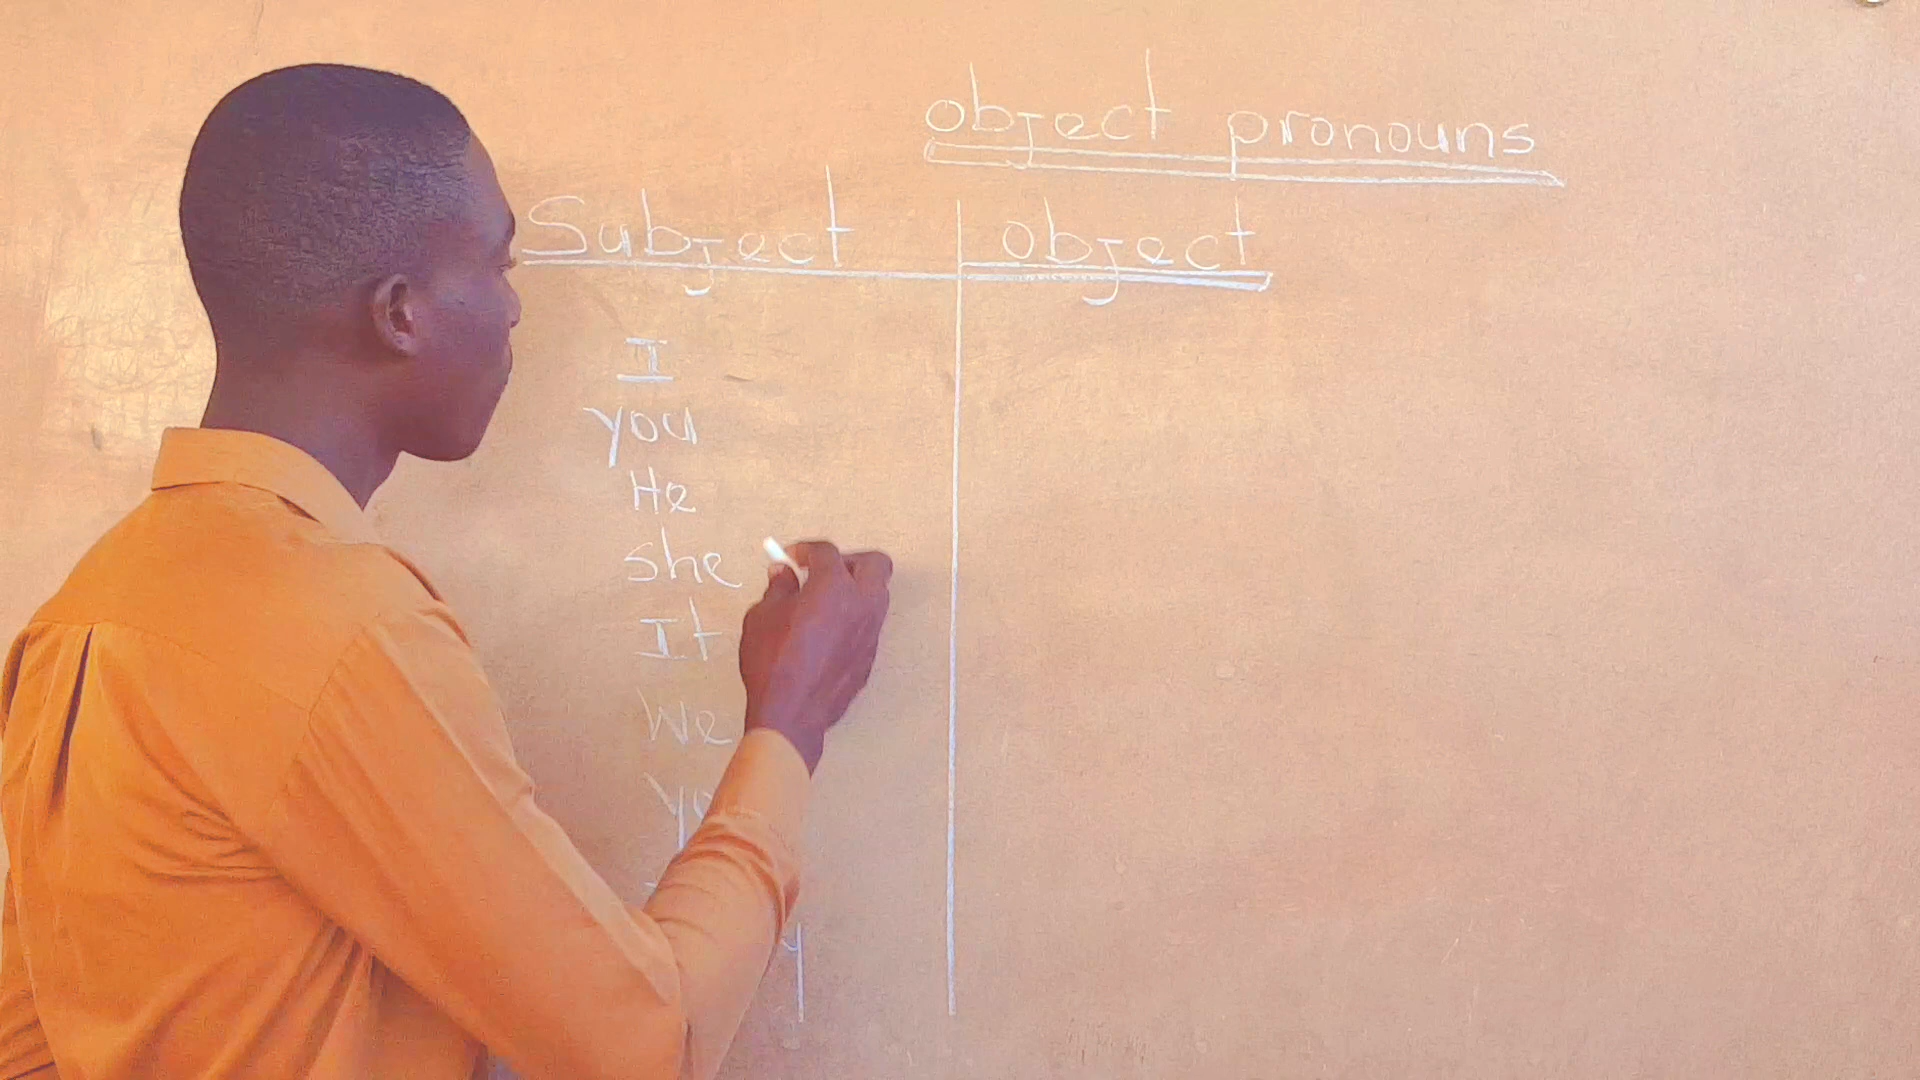 object pronouns
Subject object
I
you
He
she
It
We